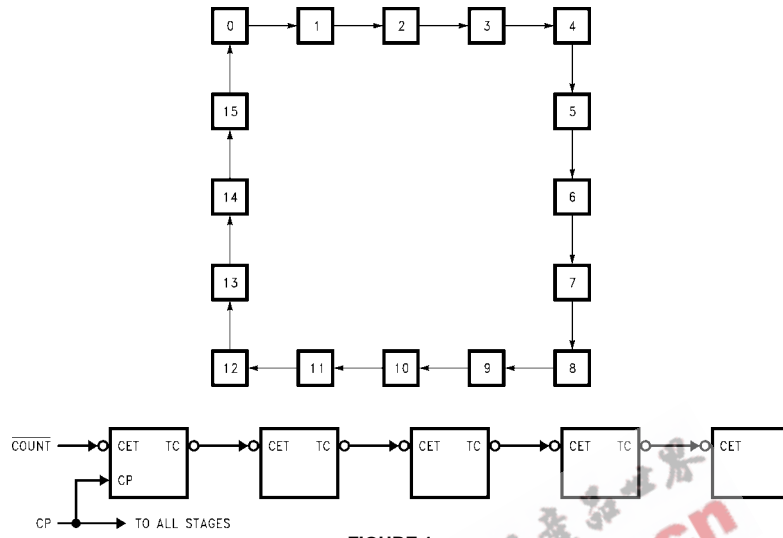 0 1 2 3 4
15 5
14 6
13 7
12 11 10 9 8
COUNT CET TC CET TC CET TC CET TC CET
CP
CP TO ALL STAGES